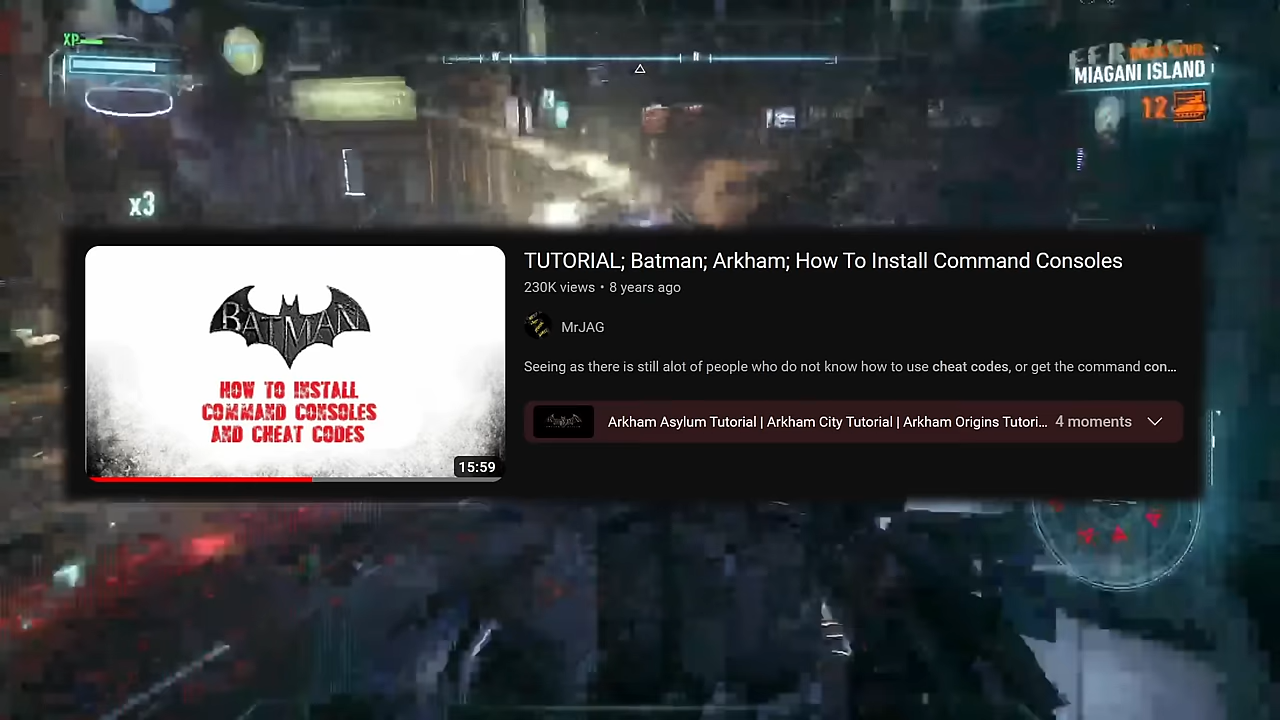 XP
W
N
MIAGANI ISLAND
12
x3
BATMAN
HOW TO INSTALL
COMMAND CONSOLES
AND CHEAT CODES
15:59
TUTORIAL; Batman; Arkham; How To Install Command Consoles
230K views • 8 years ago
MrJAG
Seeing as there is still alot of people who do not know how to use cheat codes, or get the command con...
Arkham Asylum Tutorial | Arkham City Tutorial | Arkham Origins Tutori... 4 moments